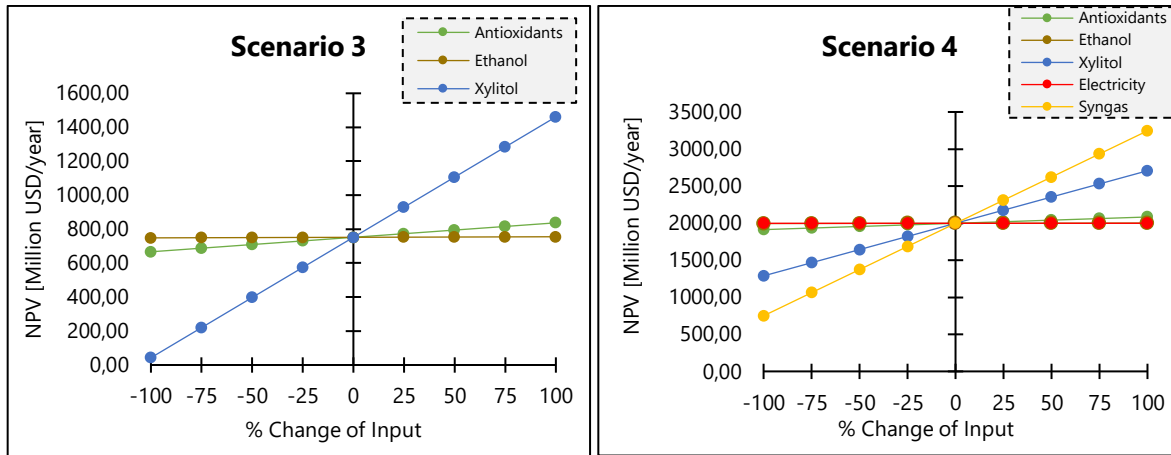 Scenario 3
Antioxidants
Ethanol
Xylitol
NPV [Million USD/year]
1600,00
1400,00
1200,00
1000,00
800,00
600,00
400,00
200,00
0,00
-100 -75 -50 -25 0 25 50 75 100
% Change of Input
Scenario 4
Antioxidants
Ethanol
Xylitol
Electricity
Syngas
NPV [Million USD/year]
3500,00
3000,00
2500,00
2000,00
1500,00
1000,00
500,00
0,00
-100 -75 -50 -25 0 25 50 75 100
% Change of Input